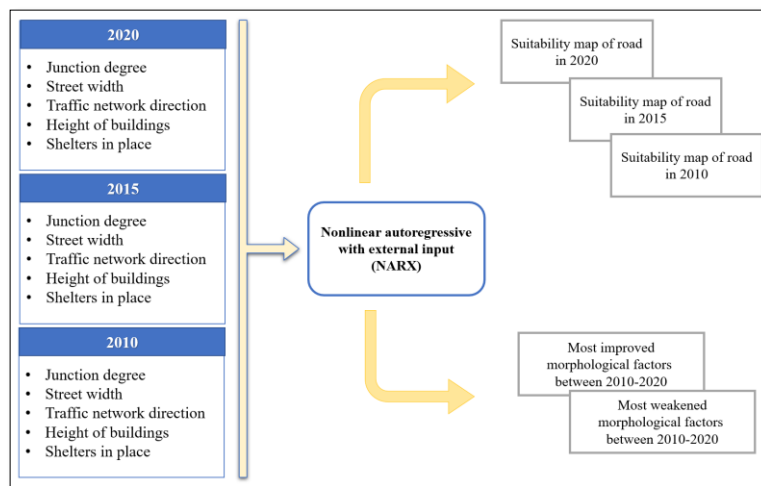 2020
• Junction degree
• Street width
• Traffic network direction
• Height of buildings
• Shelters in place
2015
• Junction degree
• Street width
• Traffic network direction
• Height of buildings
• Shelters in place
2010
• Junction degree
• Street width
• Traffic network direction
• Height of buildings
• Shelters in place
Nonlinear autoregressive
with external input
(NARX)
Suitability map of road
in 2020
Suitability map of road
in 2015
Suitability map of road
in 2010
Most improved
morphological factors
between 2010-2020
Most weakened
morphological factors
between 2010-2020